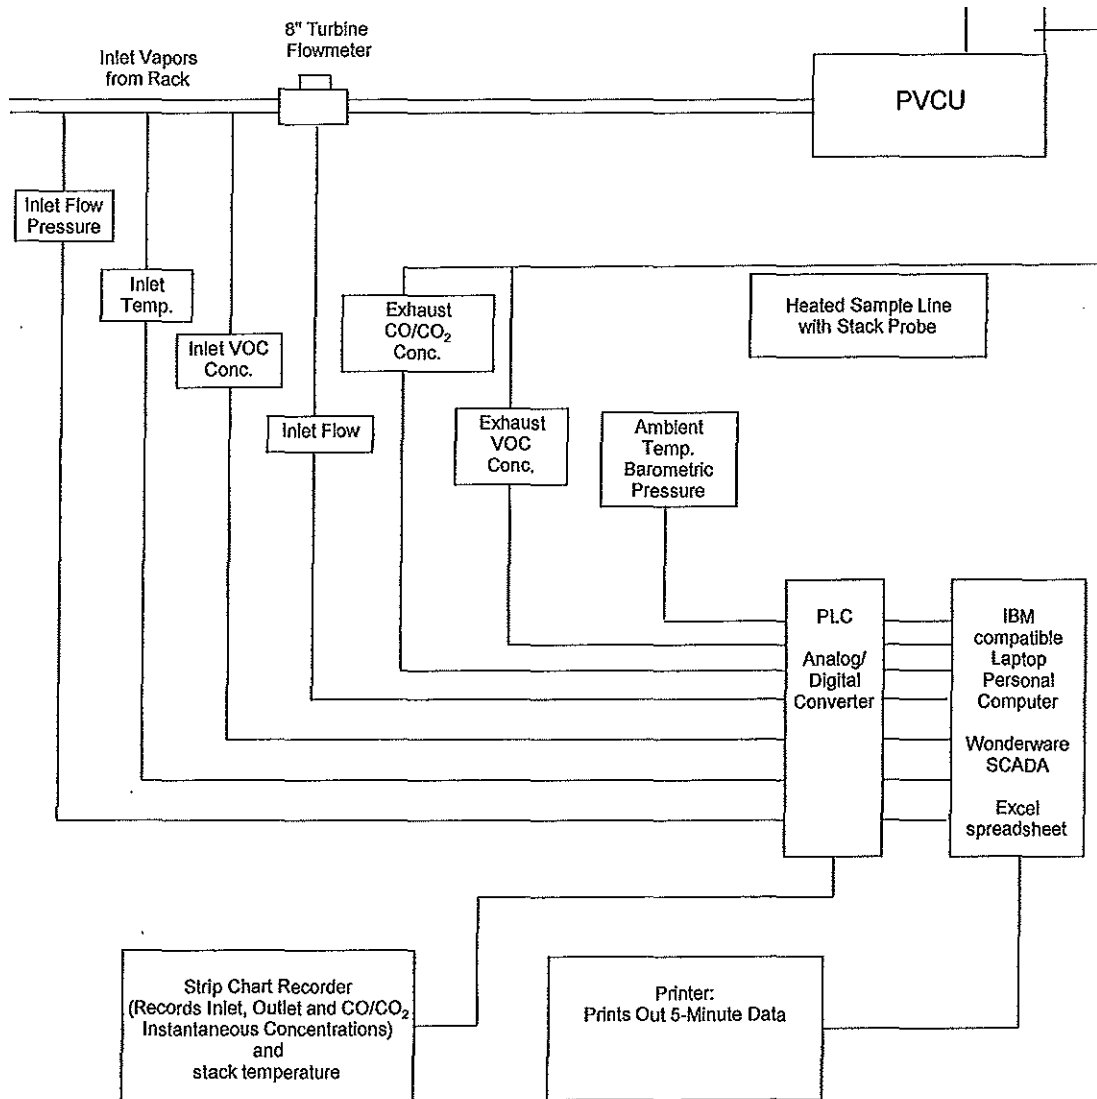 8" Turbine
Flowmeter
Inlet Vapors
from Rack
PVCU
Inlet Flow
Pressure
Inlet
Temp.
Inlet VOC
Conc.
Inlet Flow
Exhaust
CO/CO₂
Conc.
Exhaust
VOC
Conc.
Heated Sample Line
with Stack Probe
Ambient
Temp.
Barometric
Pressure
PLC
Analog/
Digital
Converter
IBM
compatible
Laptop
Personal
Computer
Wonderware
SCADA
Excel
spreadsheet
Strip Chart Recorder
(Records Inlet, Outlet and CO/CO₂
Instantaneous Concentrations)
and
stack temperature
Printer:
Prints Out 5-Minute Data